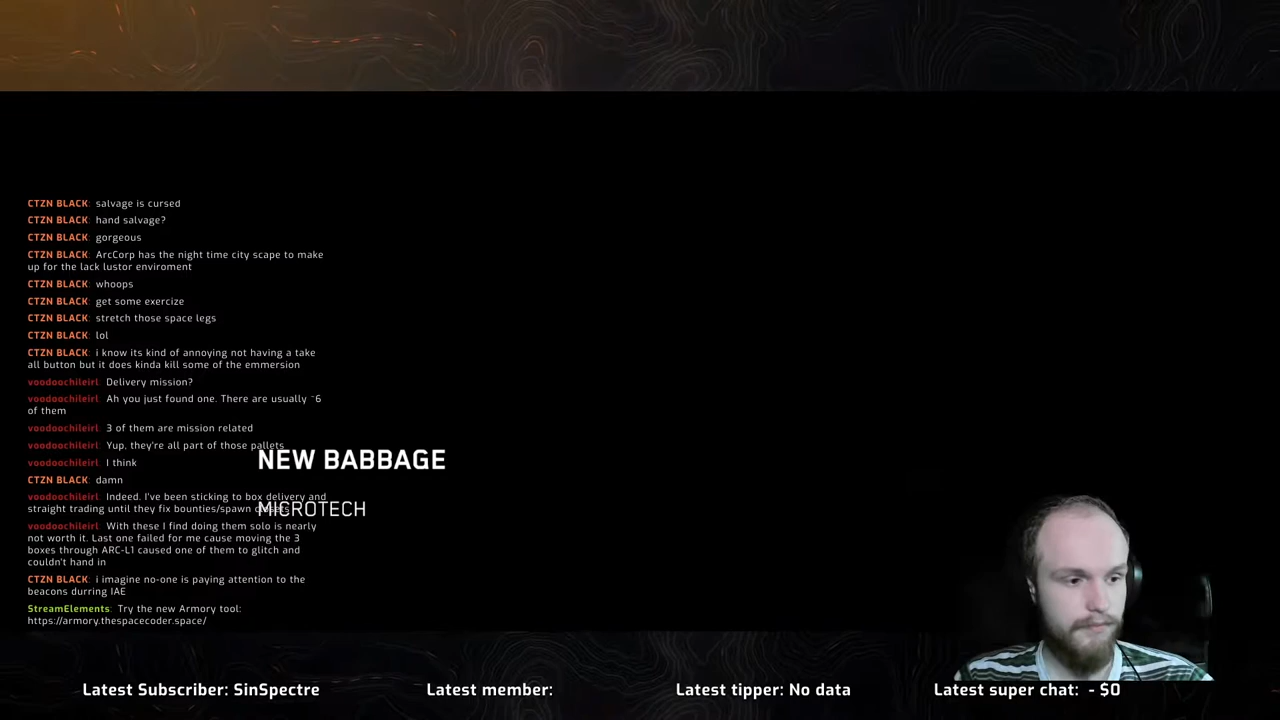 CTZN BLACK: salvage is cursed
CTZN BLACK: hand salvage?
CTZN BLACK: gorgeous
CTZN BLACK: ArcCorp has the night time city scape to make
up for the lack lustor enviroment
CTZN BLACK: whoops
CTZN BLACK: get some exercize
CTZN BLACK: stretch those space legs
CTZN BLACK: lol
CTZN BLACK: i know its kind of annoying not having a take
all button but it does kinda kill some of the emmersion
voodoochileirl: Delivery mission?
voodoochileirl: Ah you just found one. There are usually ~6
of them
voodoochileirl: 3 of them are mission related
voodoochileirl: Yup, they're all part of those pallets
voodoochileirl: I think
CTZN BLACK: damn
voodoochileirl: Indeed. I've been sticking to box delivery and
straight trading until they fix bounties/spawn
voodoochileirl: With these I find doing them solo is nearly
not worth it. Last one failed for me cause moving the 3
boxes through ARC-L1 caused one of them to glitch and
couldn't hand in
CTZN BLACK: i imagine no-one is paying attention to the
beacons durring IAE
StreamElements: Try the new Armory tool:
https://armory.thespacecoder.space/
NEW BABBAGE
MICROTECH
Latest Subscriber: SinSpectre
Latest member:
Latest tipper: No data
Latest super chat: - $0